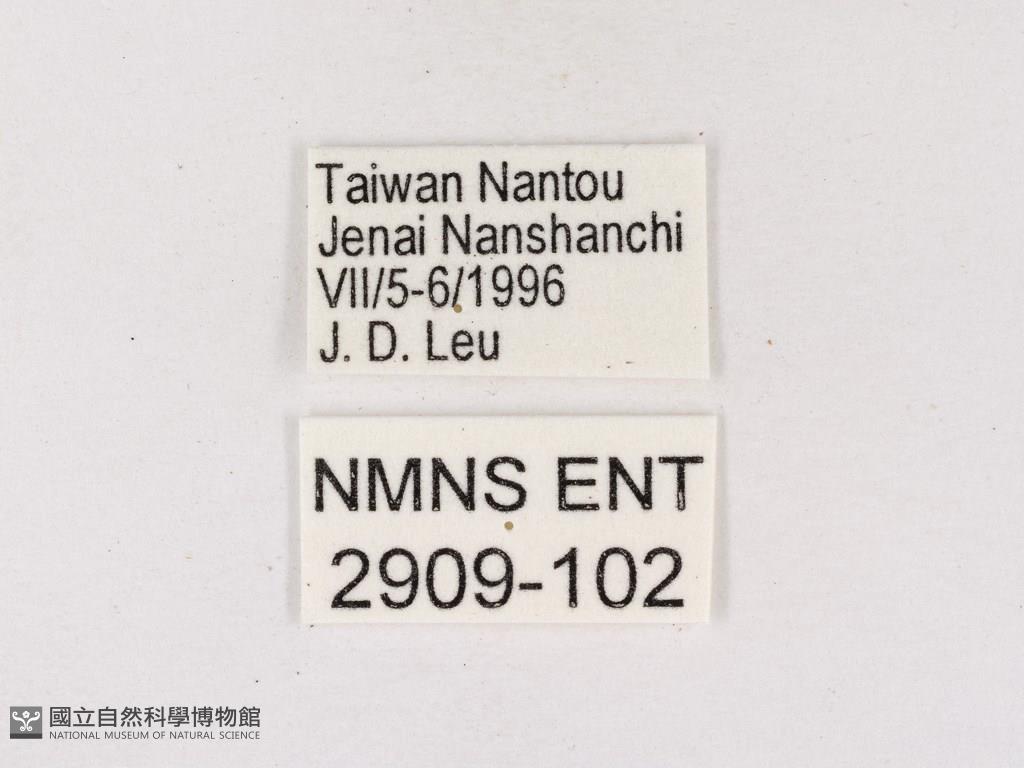 Taiwan Nantou
Jenai Nanshanchi
VII/5-6/1996
J. D. Leu
NMNS ENT
2909-102
國立自然科學博物館
NATIONAL MUSEUM OF NATURAL SCIENCE